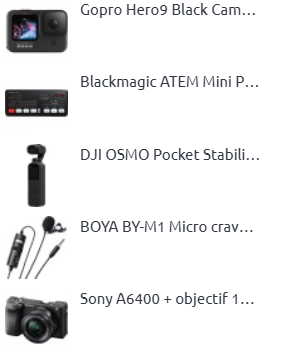 Gopro Hero9 Black Cam...
Blackmagic ATEM Mini P...
DJI OSMO Pocket Stabili...
BOYA BY-M1 Micro crav...
Sony A6400 + objectif 1...